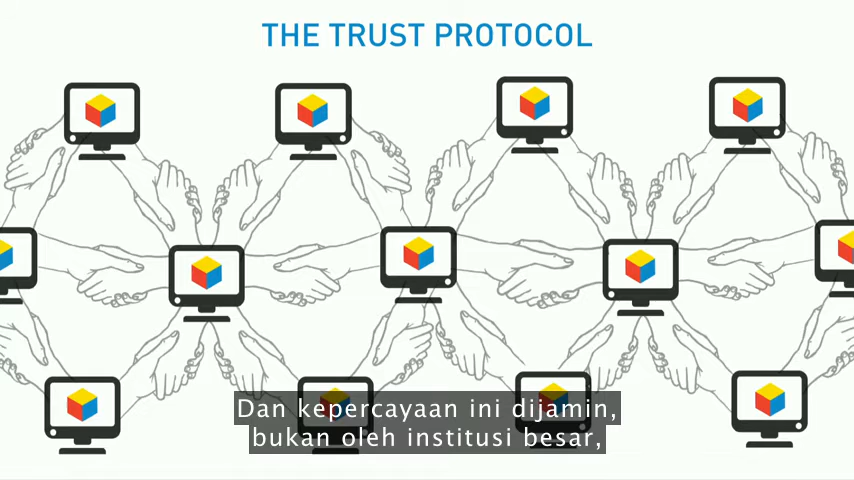 THE TRUST PROTOCOL
Dan kepercayaan ini dijamin,
bukan oleh institusi besar,